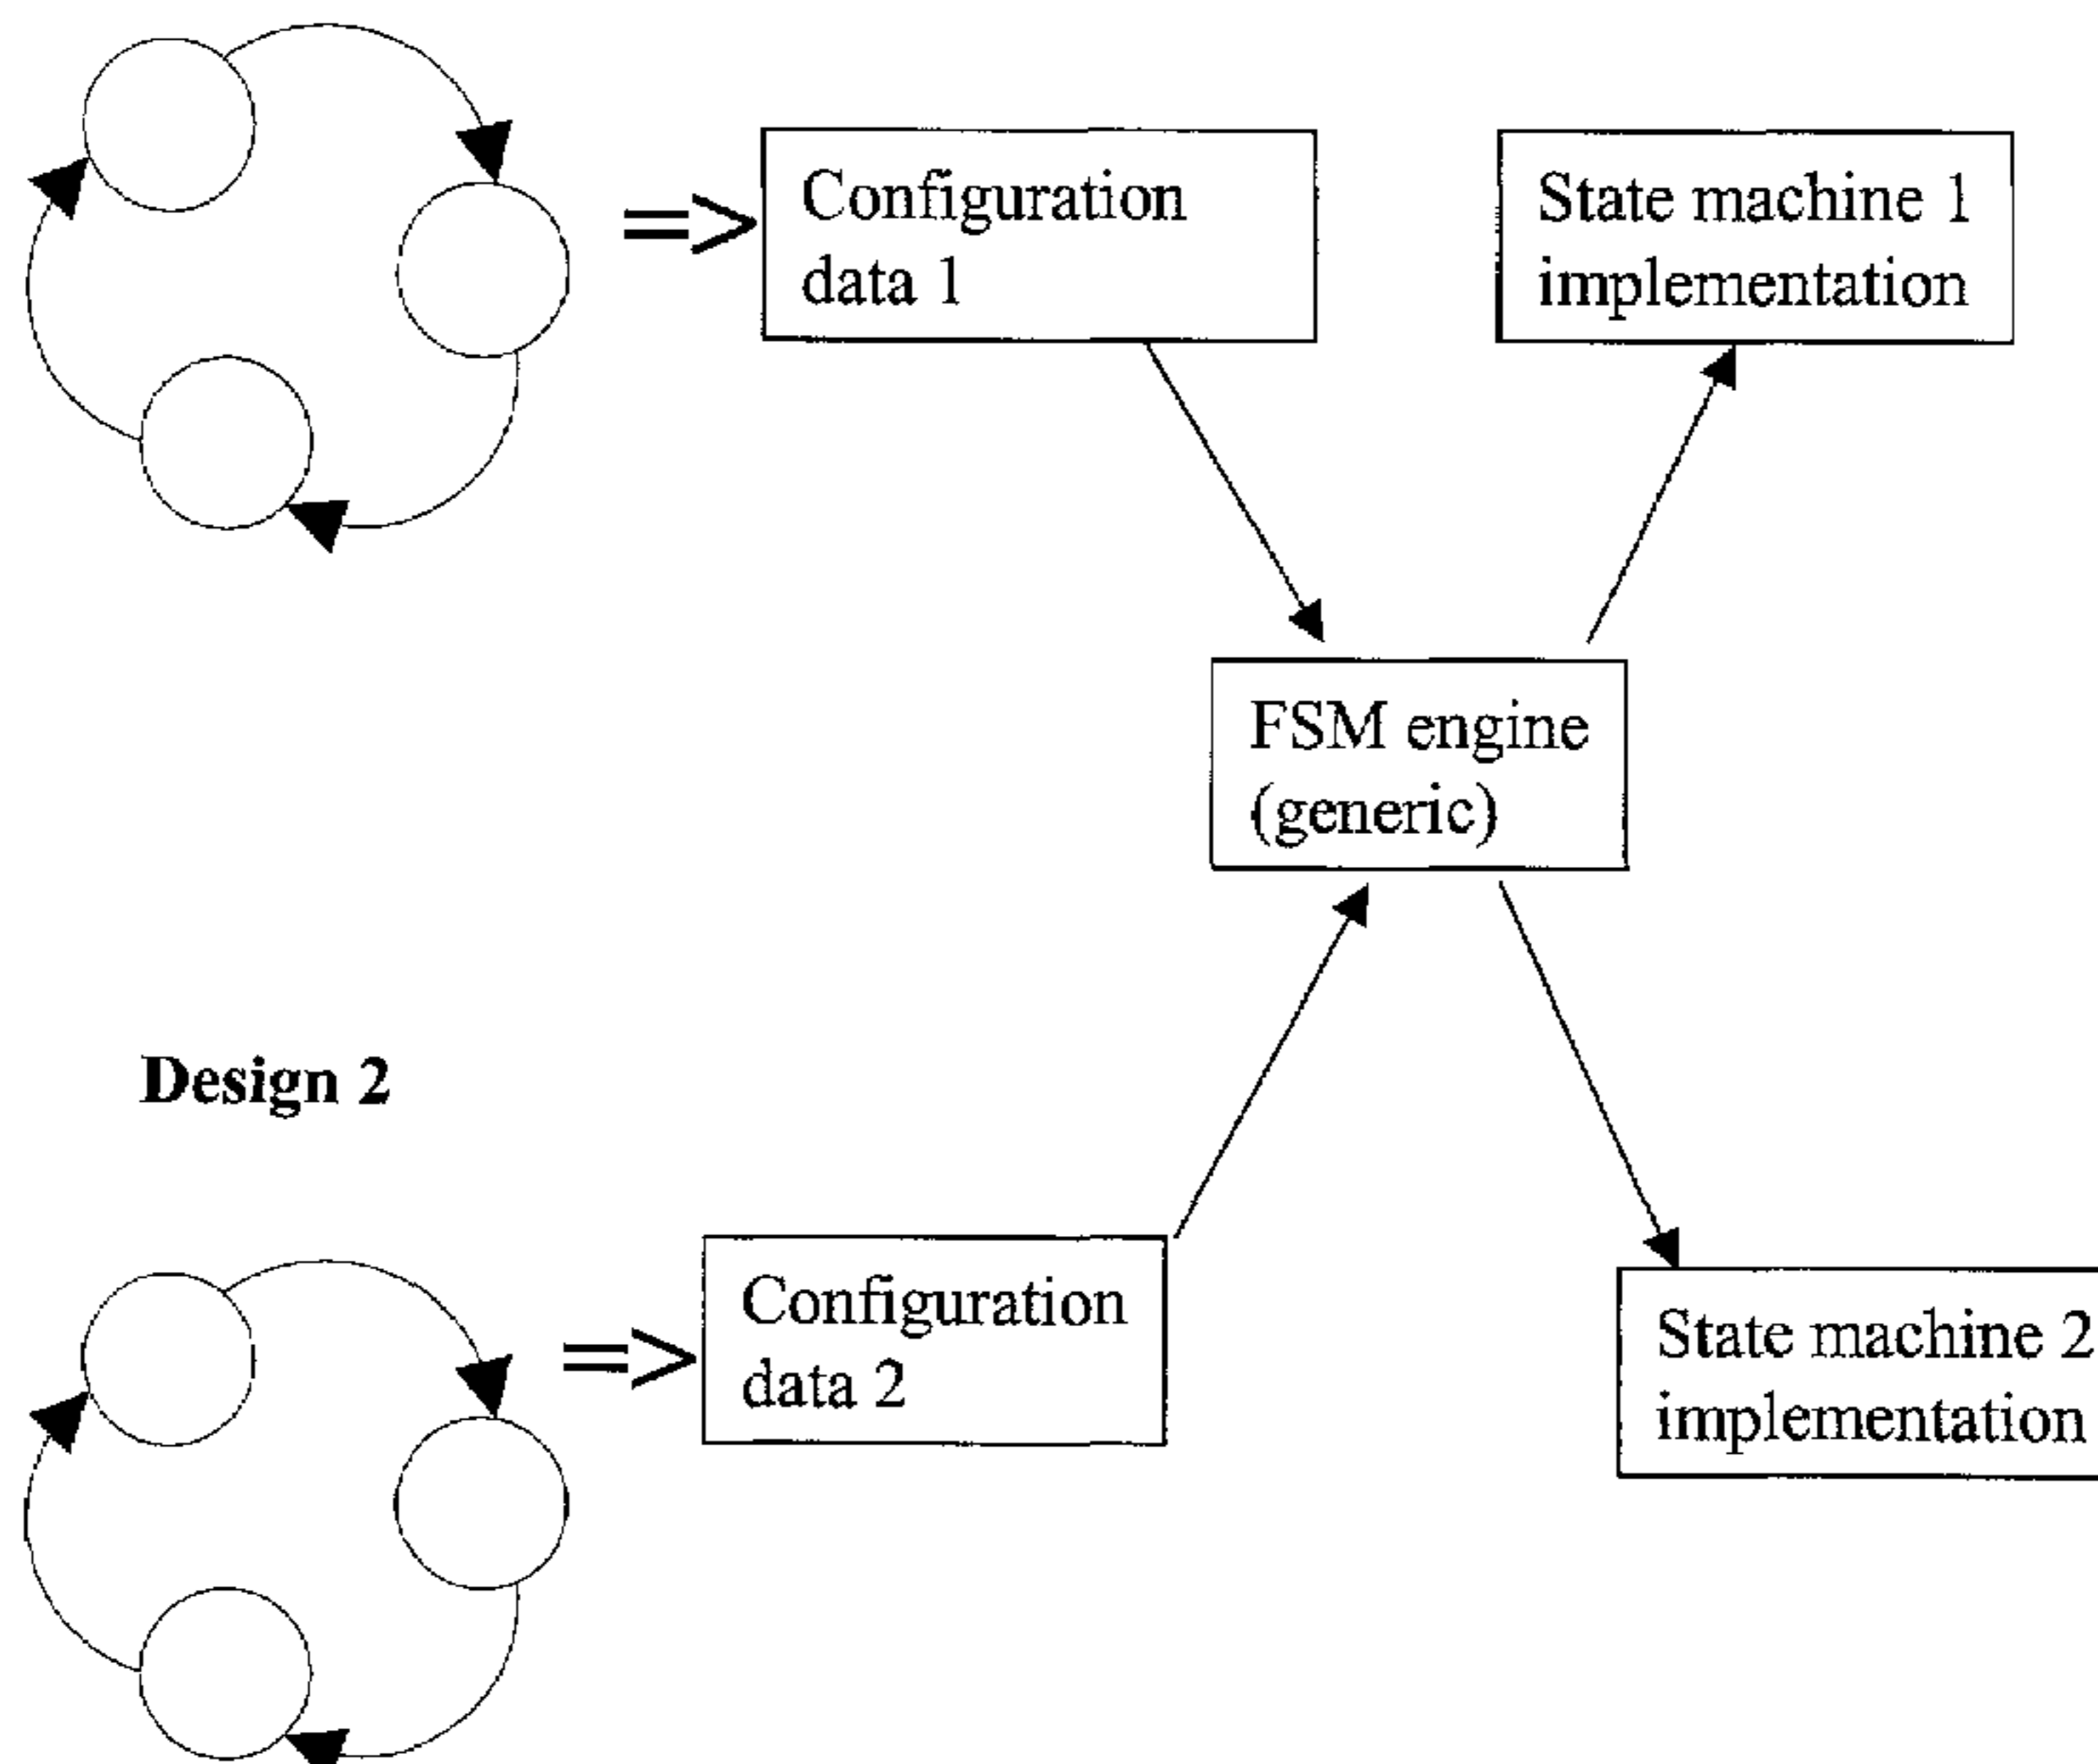 =>
Configuration
data 1
State machine 1
implementation
FSM engine
(generic)
Design 2
=>
Configuration
data 2
State machine 2
implementation